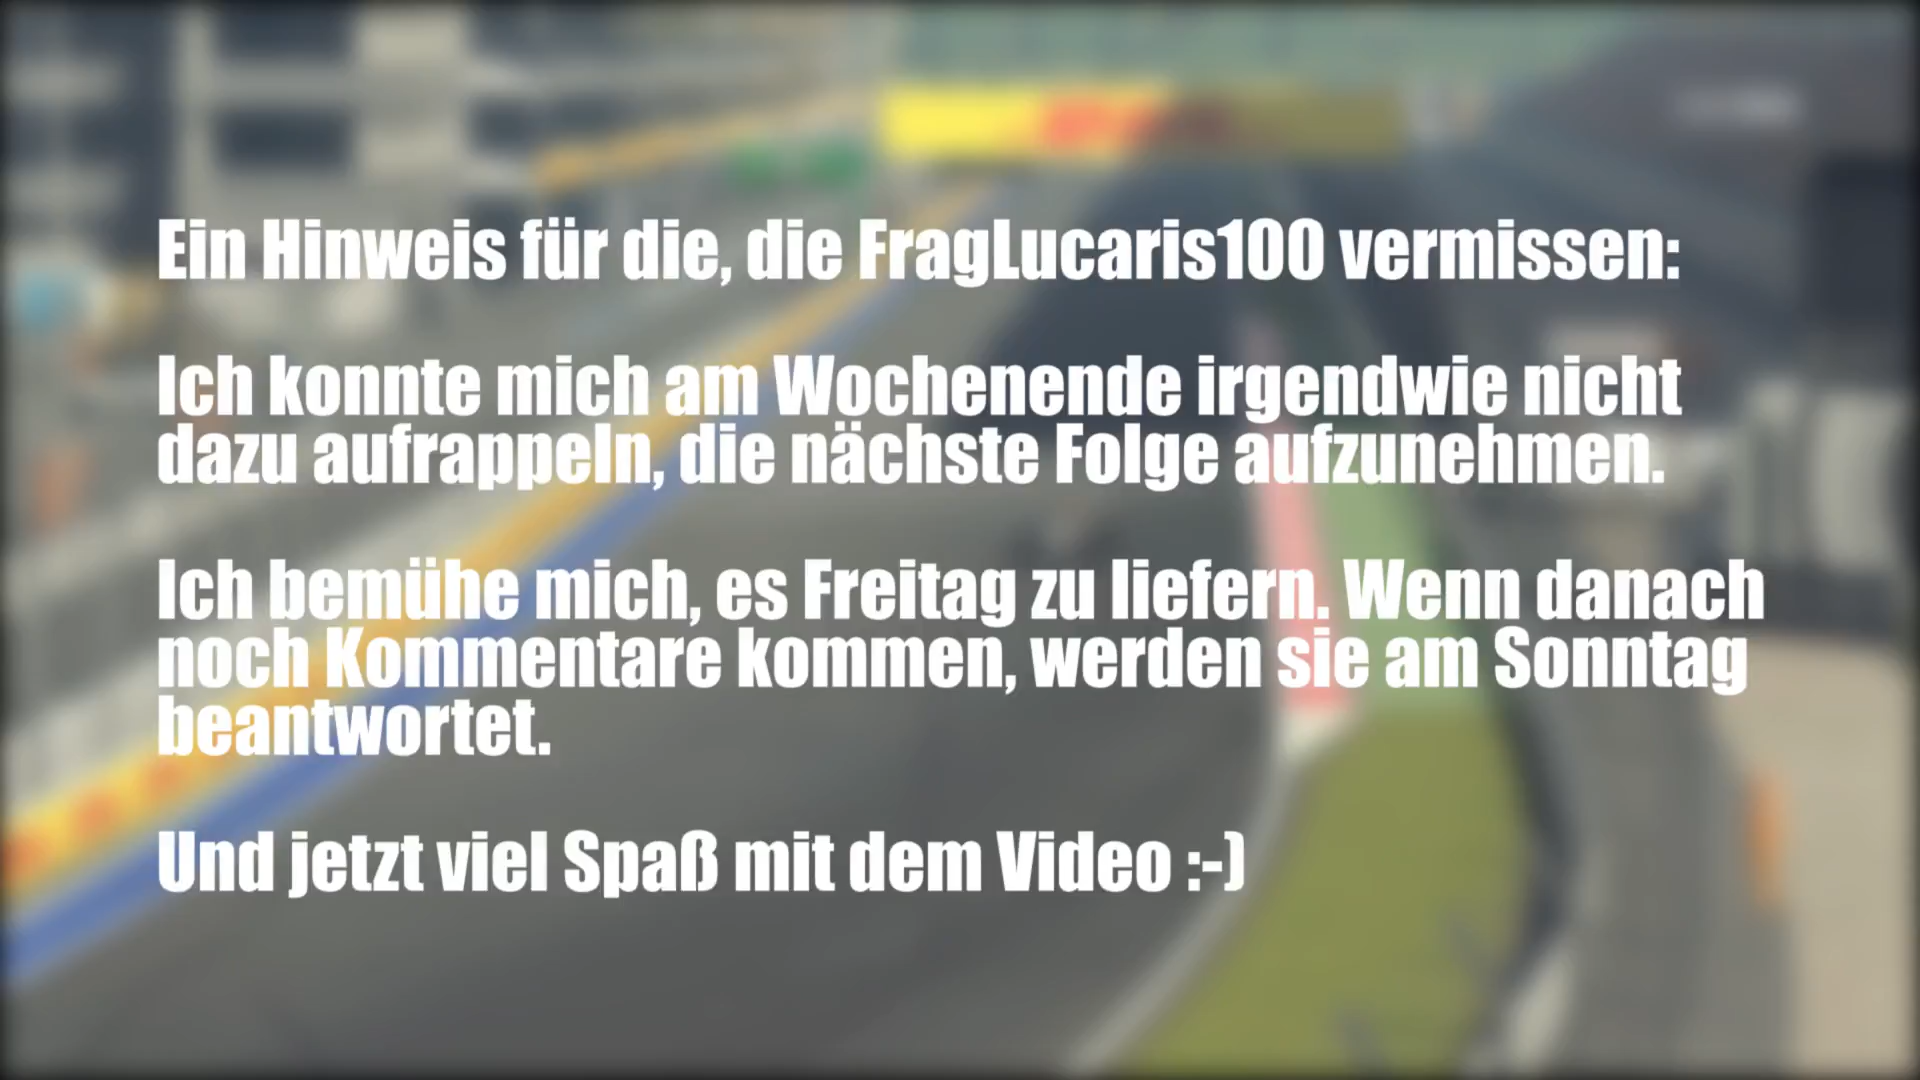 Ein Hinweis für die, die FragLucaris100 vermissen:
Ich konnte mich am Wochenende irgendwie nicht
dazu aufrappeln, die nächste Folge aufzunehmen.
Ich bemühe mich, es Freitag zu liefern. Wenn danach
noch Kommentare kommen, werden sie am Sonntag
beantwortet.
Und jetzt viel Spaß mit dem Video :-)